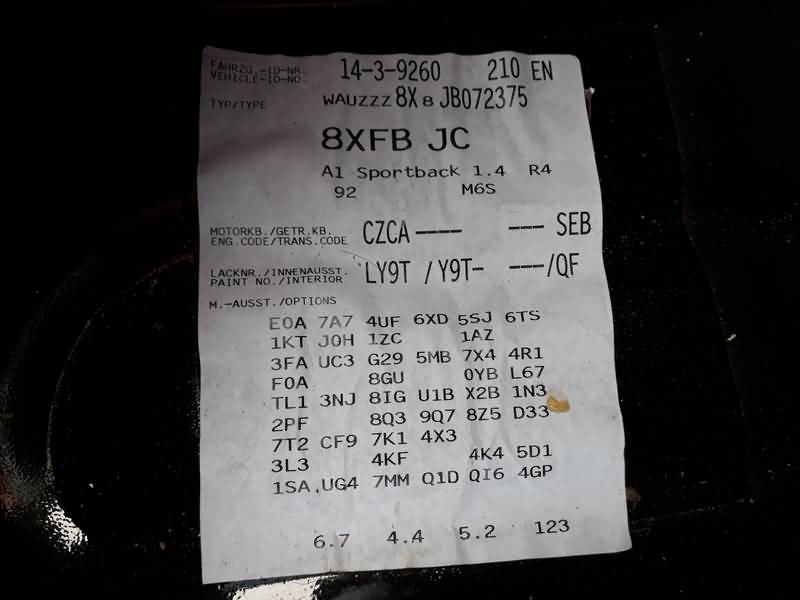 FAHRZG.-ID-NR. 14-3-9260 210 EN
VEHICLE-ID-NO.
TYP/TYPE WAUZZZ 8X 8 JB072375
8XFB JC
A1 Sportback 1.4 R4
92 M6S
MOTORKB./GETR.KB. CZCA---- --- SEB
ENG.CODE/TRANS.CODE
LACKNR./INNENAUSST. LY9T /Y9T- ---/QF
PAINT NO./INTERIOR
M.-AUSST./OPTIONS
E0A 7A7 4UF 6XD 5SJ 6TS
1KT J0H 1ZC 1AZ
3FA UC3 G29 5MB 7X4 4R1
F0A 8GU 0YB L67
TL1 3NJ 8IG U1B X2B 1N3
2PF 8Q3 9Q7 8Z5 D33
7T2 CF9 7K1 4X3
3L3 4KF 4K4 5D1
1SA,UG4 7MM Q1D QI6 4GP
6.7 4.4 5.2 123